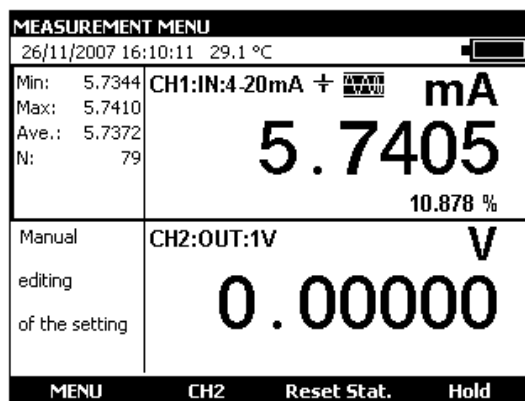 MEASUREMENT MENU
26/11/2007 16:10:11 29.1 °C
Min: 5.7344
Max: 5.7410
Ave.: 5.7372
N: 79
CH1:IN:4-20mA
mA
5.7405
10.878 %
Manual
editing
of the setting
CH2:OUT:1V
V
0.00000
MENU CH2 Reset Stat. Hold